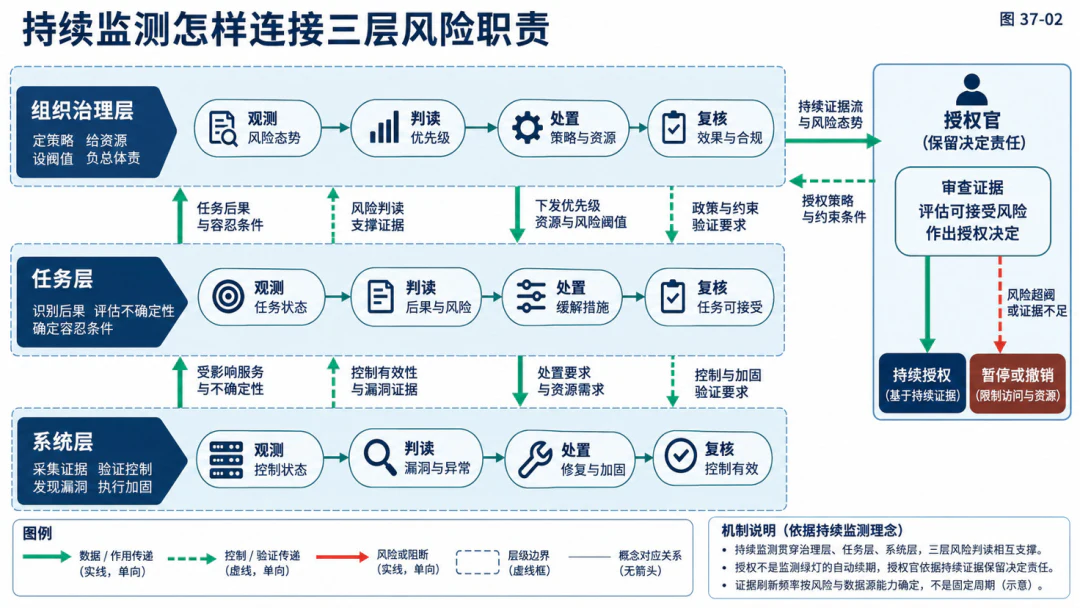 持续监测怎样连接三层风险职责
图 37-02
组织治理层
定策略 给资源
设阀值 负总体责
观测
风险态势
判读
优先级
处置
策略与资源
复核
效果与合规
持续证据流
与风险态势
授权策略
与约束条件
授权官
(保留决定责任)
审查证据
评估可接受风险
作出授权决定
风险超阀
或证据不足
持续授权
(基于持续证据)
暂停或撤销
(限制访问与资源)
任务后果
与容忍条件
风险判读
支撑证据
下发优先级
资源与风险阀值
政策与约束
验证要求
任务层
识别后果 评估不确定性
确定容忍条件
观测
任务状态
判读
后果与风险
处置
缓解措施
复核
任务可接受
受影响服务
与不确定性
控制有效性
与漏洞证据
处置要求
与资源需求
控制与加固
验证要求
系统层
采集证据 验证控制
发现漏洞 执行加固
观测
控制状态
判读
漏洞与异常
处置
修复与加固
复核
控制有效
图例
数据 / 作用传递
(实线，单向)
控制 / 验证传递
(虚线，单向)
风险或阻断
(实线，单向)
层级边界
(虚线框)
概念对应关系
(无箭头)
机制说明（依据持续监测理念）
• 持续监测贯穿治理层、任务层、系统层，三层风险判读相互支撑。
• 授权不是监测绿灯的自动续期，授权官依据持续证据保留决定责任。
• 证据刷新频率按风险与数据源能力确定，不是固定周期（示意）。